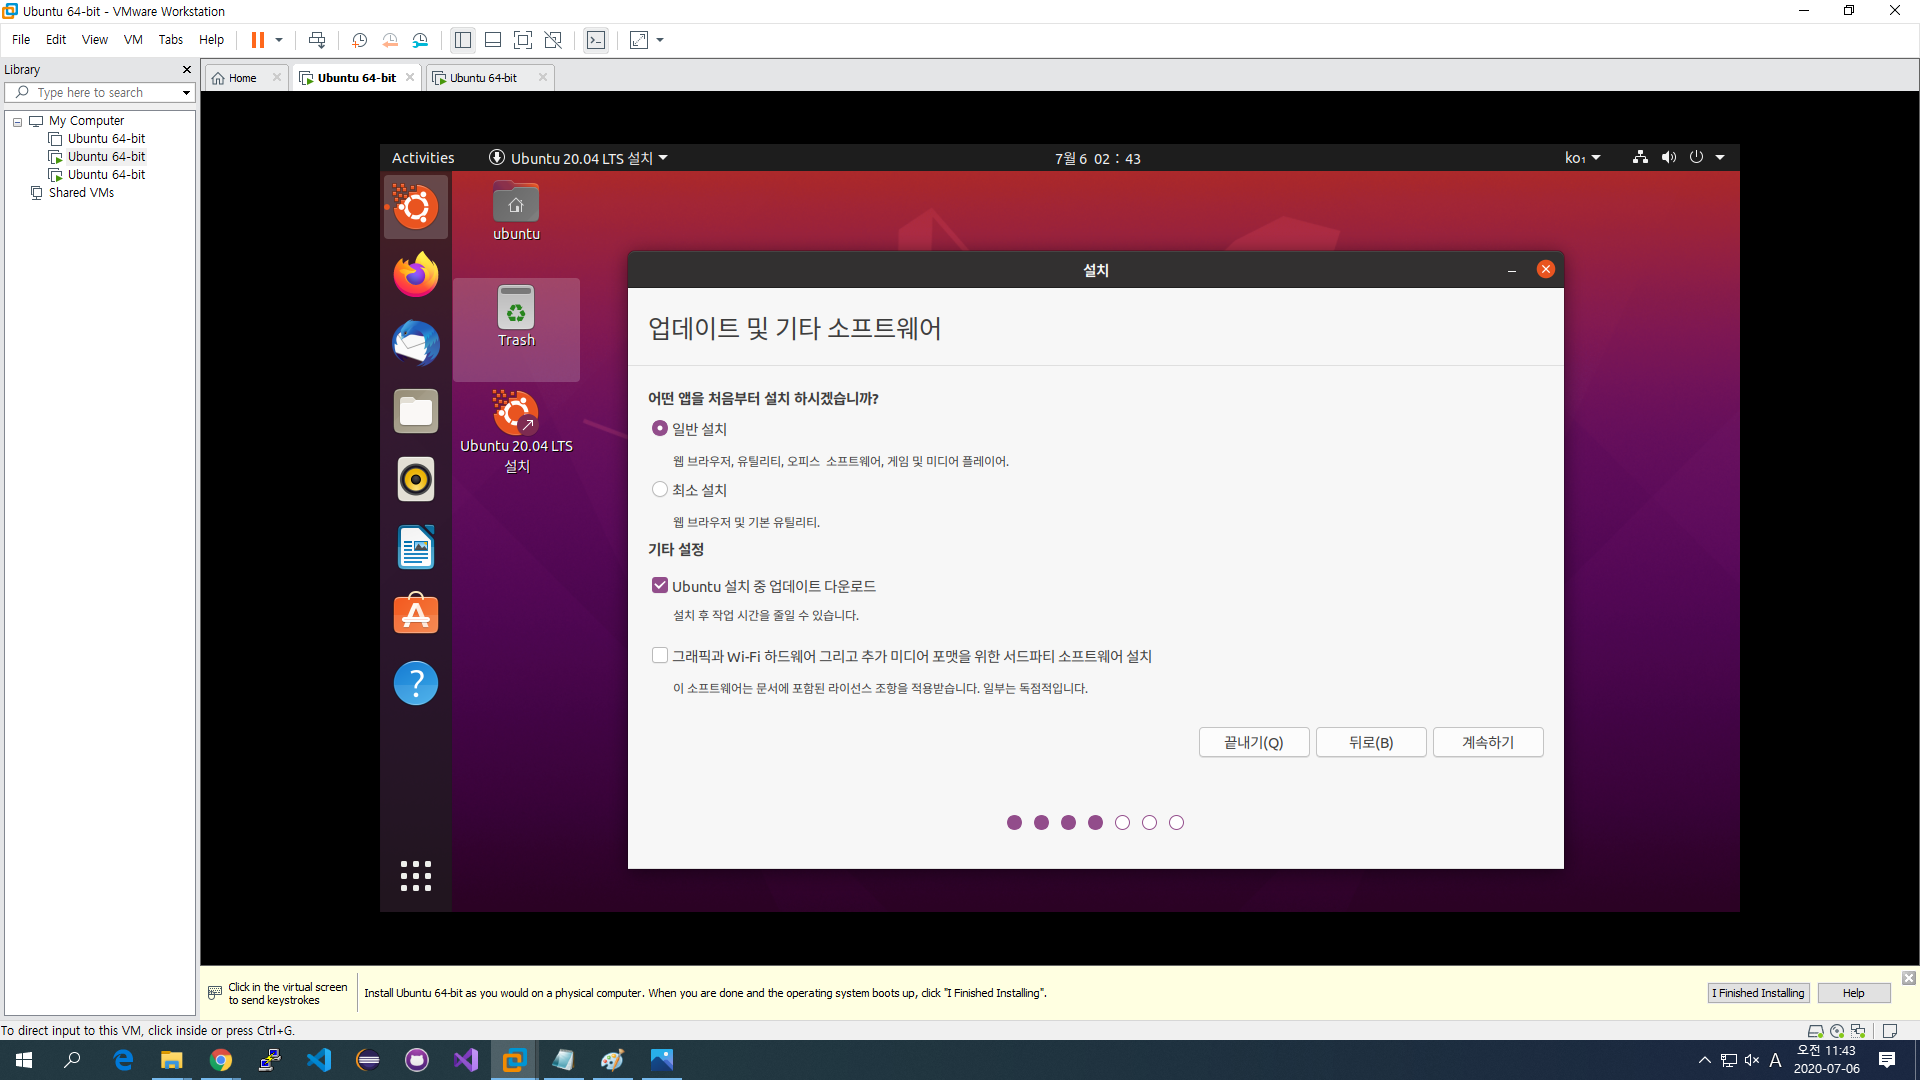 Ubuntu 64-bit - VMware Workstation
File Edit View VM Tabs Help
Library
Type here to search
My Computer
Ubuntu 64-bit
Ubuntu 64-bit
Ubuntu 64-bit
Shared VMs
Home
Ubuntu 64-bit
Ubuntu 64-bit
Activities
Ubuntu 20.04 LTS 설치
7월 6 02 : 43
ko₁
ubuntu
Trash
Ubuntu 20.04 LTS
설치
설치
업데이트 및 기타 소프트웨어
어떤 앱을 처음부터 설치 하시겠습니까?
일반 설치
웹 브라우저, 유틸리티, 오피스 소프트웨어, 게임 및 미디어 플레이어.
최소 설치
웹 브라우저 및 기본 유틸리티.
기타 설정
Ubuntu 설치 중 업데이트 다운로드
설치 후 작업 시간을 줄일 수 있습니다.
그래픽과 Wi-Fi 하드웨어 그리고 추가 미디어 포맷을 위한 서드파티 소프트웨어 설치
이 소프트웨어는 문서에 포함된 라이선스 조항을 적용받습니다. 일부는 독점적입니다.
끝내기(Q)
뒤로(B)
계속하기
Click in the virtual screen
to send keystrokes
Install Ubuntu 64-bit as you would on a physical computer. When you are done and the operating system boots up, click "I Finished Installing".
I Finished Installing
Help
To direct input to this VM, click inside or press Ctrl+G.
A
오전 11:43
2020-07-06